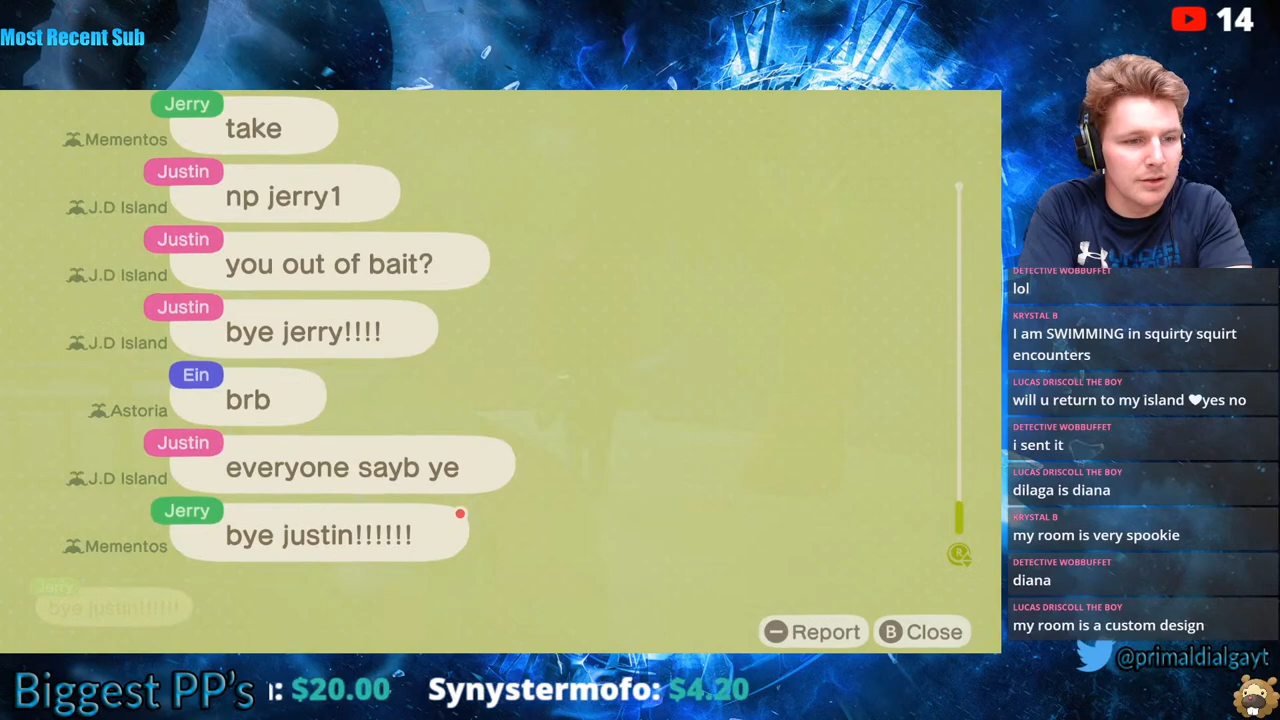 Most Recent Sub
14
Jerry
take
Mementos
Justin
np jerry1
J.D Island
Justin
you out of bait?
J.D Island
Justin
bye jerry!!!!
J.D Island
Ein
brb
Astoria
Justin
everyone sayb ye
J.D Island
Jerry
bye justin!!!!!!
Mementos
Jerry
bye justin!!!!!!
R
Report
B Close
DETECTIVE WOBBUFFET
lol
KRYSTAL B
I am SWIMMING in squirty squirt
encounters
LUCAS DRISCOLL THE BOY
will u return to my island ♥yes no
DETECTIVE WOBBUFFET
i sent it
LUCAS DRISCOLL THE BOY
dilaga is diana
KRYSTAL B
my room is very spookie
DETECTIVE WOBBUFFET
diana
LUCAS DRISCOLL THE BOY
my room is a custom design
@primaldialgayt
Biggest PP's
: $20.00 Synystermofo: $4.20